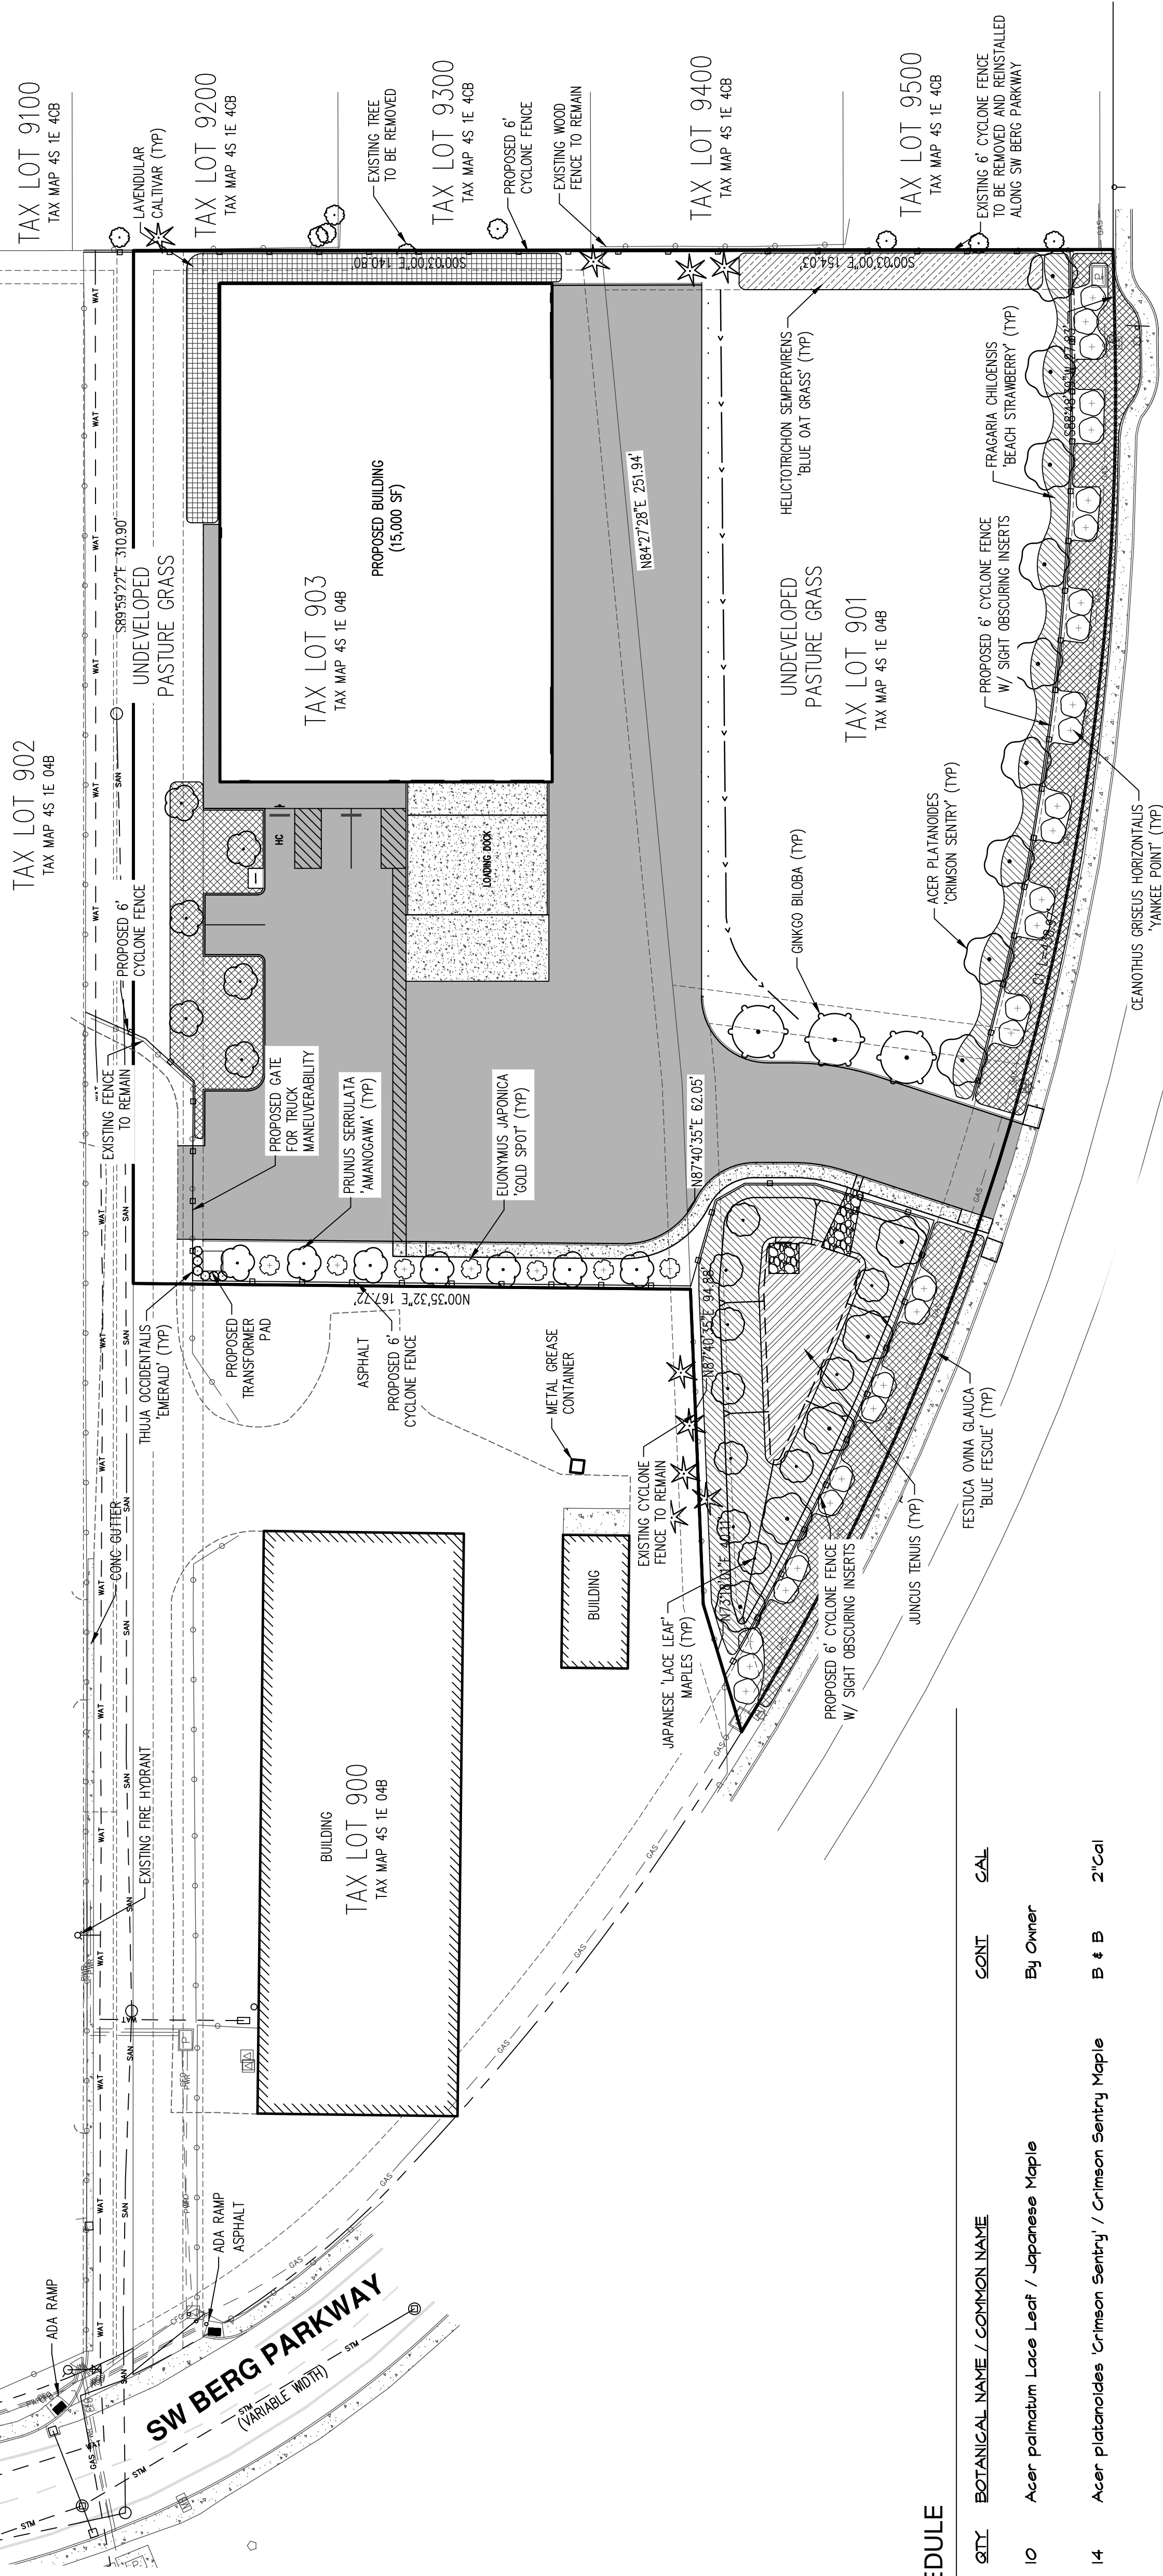 TAX LOT 9100
TAX MAP 4S 1E 4CB
LAVENDULAR
CALTIVAR (TYP)
TAX LOT 9200
TAX MAP 4S 1E 4CB
EXISTING TREE
TO BE REMOVED
TAX LOT 9300
TAX MAP 4S 1E 4CB
PROPOSED 6'
CYCLONE FENCE
EXISTING WOOD
FENCE TO REMAIN
TAX LOT 9400
TAX MAP 4S 1E 4CB
TAX LOT 9500
TAX MAP 4S 1E 4CB
EXISTING 6' CYCLONE FENCE
TO BE REMOVED AND REINSTALLED
ALONG SW BERG PARKWAY
S00°03'00"E 140.80'
S00°03'00"E 154.03'
TAX LOT 902
TAX MAP 4S 1E 04B
S89°59'22"E 310.90'
UNDEVELOPED
PASTURE GRASS
TAX LOT 903
TAX MAP 4S 1E 04B
PROPOSED BUILDING
(15,000 SF)
N84°27'28"E 251.94'
HELICTOTRICHON SEMPERVIRENS
'BLUE OAT GRASS' (TYP)
UNDEVELOPED
PASTURE GRASS
TAX LOT 901
TAX MAP 4S 1E 04B
FRAGARIA CHILOENSIS
'BEACH STRAWBERRY' (TYP)
PROPOSED 6' CYCLONE FENCE
W/ SIGHT OBSCURING INSERTS
ACER PLATANOIDES
'CRIMSON SENTRY' (TYP)
CEANOTHUS GRISEUS HORIZONTALIS
'YANKEE POINT' (TYP)
HC
LOADING DOCK
GINKGO BILOBA (TYP)
PROPOSED 6'
CYCLONE FENCE
EXISTING FENCE
TO REMAIN
PROPOSED GATE
FOR TRUCK
MANEUVERABILITY
PRUNUS SERRULATA
'AMANOGAWA' (TYP)
EUONYMUS JAPONICA
'GOLD SPOT' (TYP)
N87°40'35"E 62.05'
N87°40'35"E 94.88'
N00°35'32"E 167.72'
THUJA OCCIDENTALIS
'EMERALD' (TYP)
PROPOSED
TRANSFORMER
PAD
ASPHALT
PROPOSED 6'
CYCLONE FENCE
METAL GREASE
CONTAINER
EXISTING CYCLONE
FENCE TO REMAIN
JAPANESE 'LACE LEAF'
MAPLES (TYP)
PROPOSED 6' CYCLONE FENCE
W/ SIGHT OBSCURING INSERTS
JUNCUS TENUIS (TYP)
FESTUCA OVINA GLAUCA
'BLUE FESCUE' (TYP)
CONC GUTTER
BUILDING
EXISTING FIRE HYDRANT
BUILDING
TAX LOT 900
TAX MAP 4S 1E 04B
WAT
SAN
GAS
STM
P
ADA RAMP
ADA RAMP
ASPHALT
SW BERG PARKWAY
(VARIABLE WIDTH)
EDULE
QTY BOTANICAL NAME / COMMON NAME CONT CAL
10 Acer palmatum Lace Leaf / Japanese Maple By Owner
14 Acer platanoides 'Crimson Sentry' / Crimson Sentry Maple B & B 2"Cal